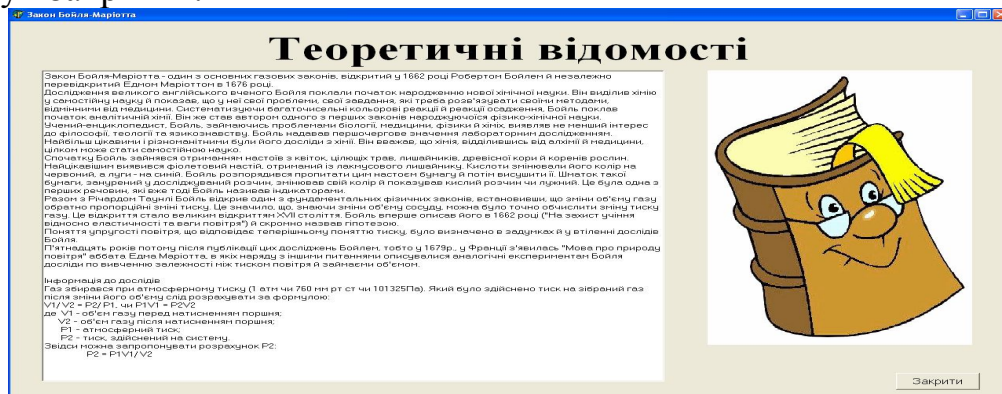 Закон Бойля-Маріотта
Теоретичні відомості
Закон Бойля-Маріотта - один з основних газових законів, відкритий у 1662 році Робертом Бойлем й незалежно
перевідкритий Едмом Маріоттом в 1676 році.
Дослідження великого англійського вченого Бойля поклали початок народженню нової хімічної науки. Він виділив хімію
у самостійну науку й показав, що у неї свої проблеми, свої завдання, які треба розв'язувати своїми методами,
відмінними від медицини. Систематизуючи багаточисельні кольорові реакції й реакції осадження, Бойль поклав
початок аналітичній хімії. Він же став автором одного з перших законів народжуючоїся фізико-хімічної науки.
Учений-енциклопедист, Бойль, займаючись проблемами біології, медицини, фізики й хімїх, виявляв не менший інтерес
до філософії, теології та язикознавству. Бойль надавав першочергове значення лабораторним дослідженням.
Найбільш цікавими і різноманітними були його досліди з хімії. Він вважав, що хімія, відділившись від алхімії й медицини,
цілком може стати самостійною науко.
Спочатку Бойль зайнявся отриманням настоїв з квіток, цілющіх трав, лишайників, древісної кори й коренів рослин.
Найцікавішим виявився фіолетовий настій, отриманий із лакмусового лишайнику. Кислоти змінювали його колір на
червоний, а луги - на синій. Бойль розпорядився пропитати цим настоєм бумагу й потім висушити її. Шматок такої
бумаги, занурений у досліджуваний розчин, змінював свій колір й показував кислий розчин чи лужний. Це була одна з
перших речовин, які вже тоді Бойль називав індикаторами.
Разом з Річардом Таунлі Бойль відкрив один з фундаментальних фізичних законів, встановивши, що зміни об'єму газу
обратно пропорційні зміні тиску. Це значило, що, знаючи зміни об'єму сосуду, можна було точно обчислити зміну тиску
газу. Це відкриття стало великим відкриття XVII століття. Бойль вперше описав його в 1662 році ("На захист учіння
відносно еластичності та ваги повітря") й скромно назвав гіпотезою.
Поняття упругості повітря, що відповідає теперішньому поняттю тиску, було визначено в задумках й у втіленні дослідів
Бойля.
П'ятнадцять років потому після публікації цих досліджень Бойлем, тобто у 1679р., у Франції з'явилась "Мова про природу
повітря" аббата Едма Маріотта, в якіх наряду з іншими питаннями описувалися аналогічні експериментам Бойля
досліди по вивченню залежності між тиском повітря й займаєми об'ємом.
Інформація до дослідів
Газ збирався при атмосферному тиску (1 атм чи 760 мм рт ст чи 101325Па). Який було здійснено тиск на зібраний газ
після зміни його об'єму слід розрахувати за формулою:
V1/ V2 = P2/ P1, чи P1V1 = P2V2
де V1 - об'єм газу перед натисненням поршня;
V2 - об'єм газу після натисненням поршня;
P1 - атмосферний тиск;
P2 - тиск, здійснений на систему.
Звідси можна запропонувати розрахунок P2:
P2 = P1V1/ V2
Закрити